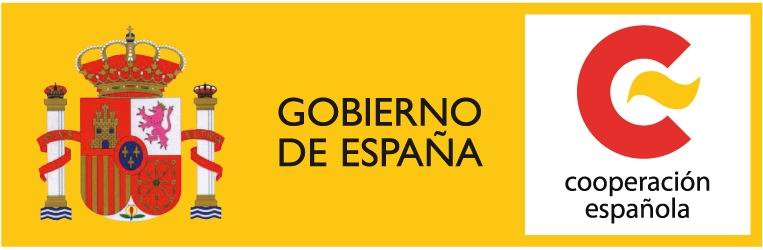 GOBIERNO
DE ESPAÑA
cooperación
española